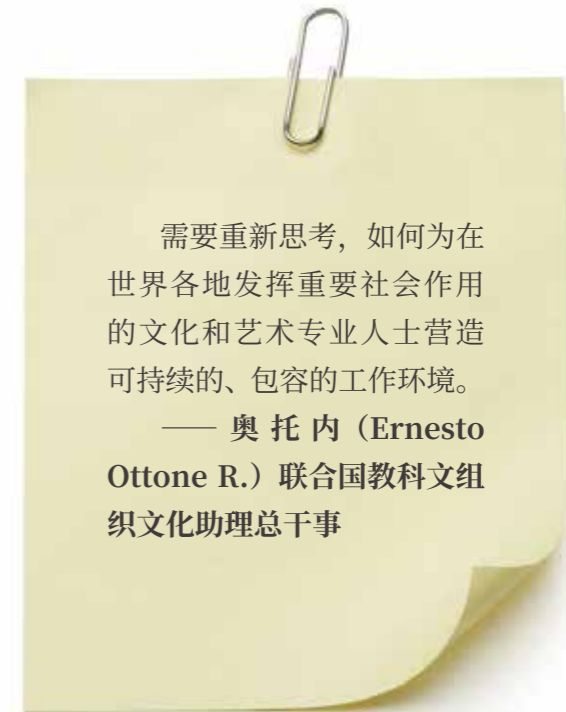 需要重新思考，如何为在
世界各地发挥重要社会作用
的文化和艺术专业人士营造
可持续的、包容的工作环境。
—— 奥托内（Ernesto
Ottone R.）联合国教科文组
织文化助理总干事